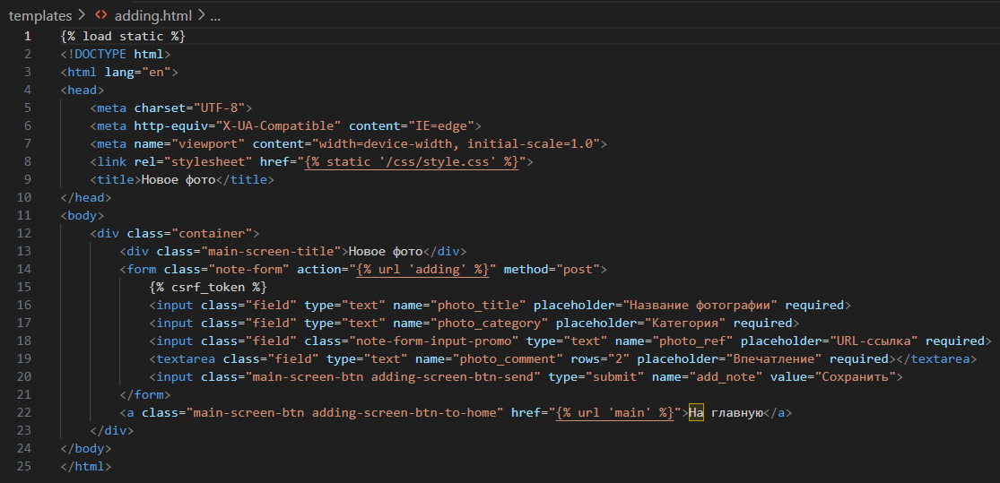 templates > <> adding.html > ...
1 {% load static %}
2 <!DOCTYPE html>
3 <html lang="en">
4 <head>
5     <meta charset="UTF-8">
6     <meta http-equiv="X-UA-Compatible" content="IE=edge">
7     <meta name="viewport" content="width=device-width, initial-scale=1.0">
8     <link rel="stylesheet" href="{% static '/css/style.css' %}">
9     <title>Новое фото</title>
10 </head>
11 <body>
12     <div class="container">
13         <div class="main-screen-title">Новое фото</div>
14         <form class="note-form" action="{% url 'adding' %}" method="post">
15             {% csrf_token %}
16             <input class="field" type="text" name="photo_title" placeholder="Название фотографии" required>
17             <input class="field" type="text" name="photo_category" placeholder="Категория" required>
18             <input class="field" class="note-form-input-promo" type="text" name="photo_ref" placeholder="URL-ссылка" required>
19             <textarea class="field" type="text" name="photo_comment" rows="2" placeholder="Впечатление" required></textarea>
20             <input class="main-screen-btn adding-screen-btn-send" type="submit" name="add_note" value="Сохранить">
21         </form>
22         <a class="main-screen-btn adding-screen-btn-to-home" href="{% url 'main' %}">На главную</a>
23     </div>
24 </body>
25 </html>